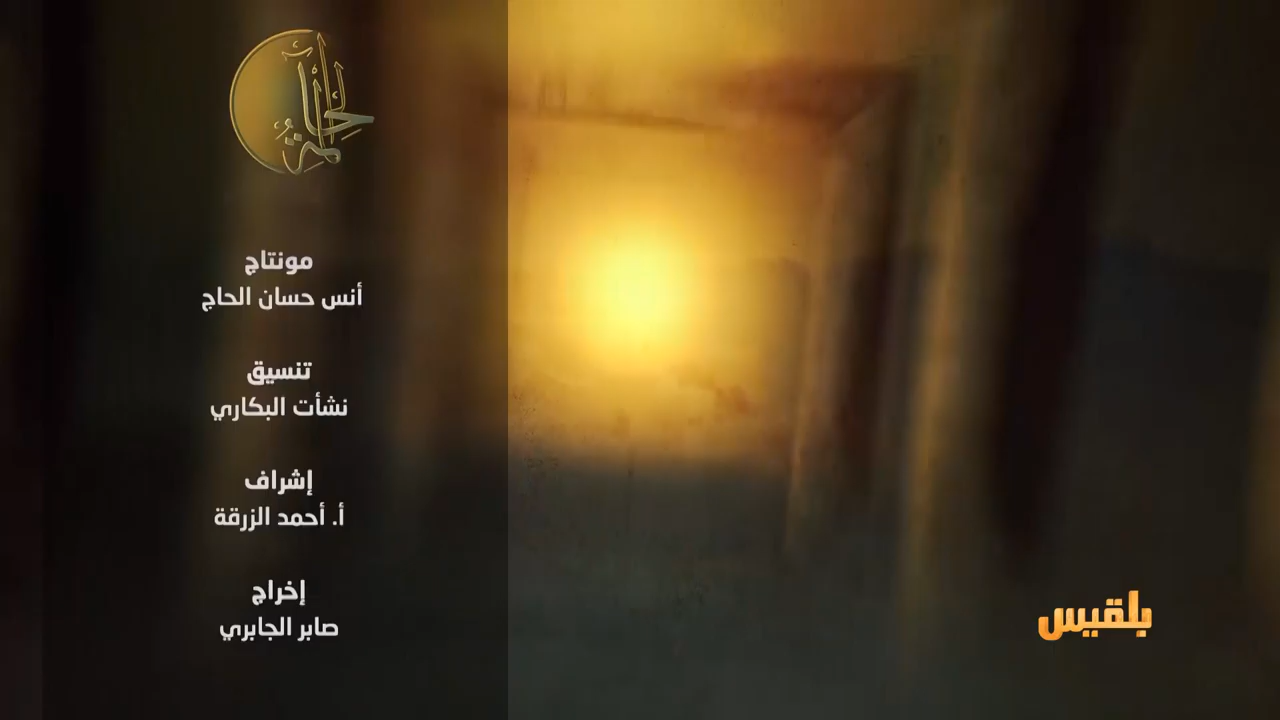 مونتاج
أنس حسان الحاج
تنسيق
نشأت البكاري
إشراف
أ. أحمد الزرقة
إخراج
صابر الجابري
بلقيس